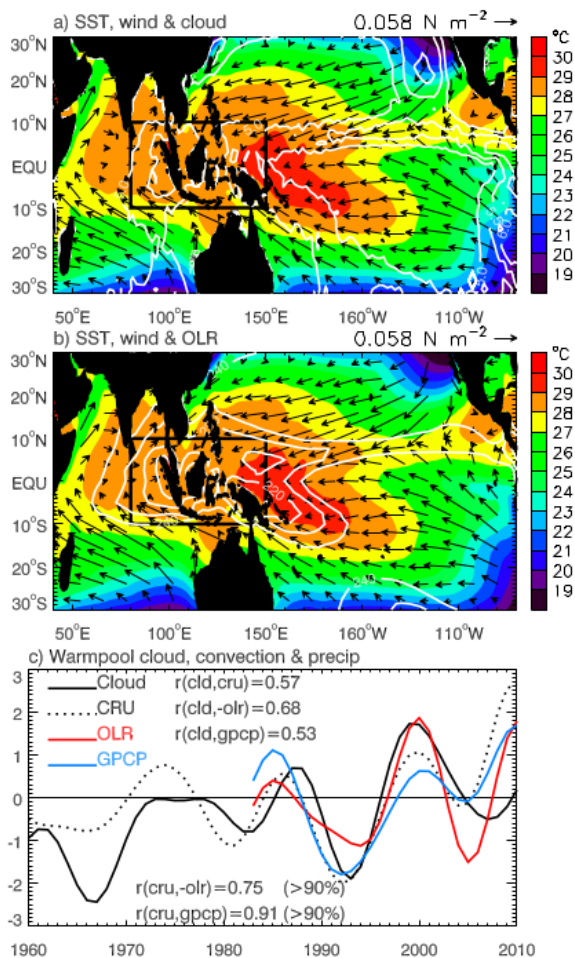 a) SST, wind & cloud 0.058 N m⁻² →
°C
30°N 30
20°N 29
10°N 28
EQU 27
10°S 26
20°S 25
30°S 24
23
22
21
20
19
50°E 100°E 150°E 160°W 110°W
b) SST, wind & OLR 0.058 N m⁻² →
°C
240
30°N 30
20°N 29
10°N 28
EQU 27
220
10°S 26
20°S 25
30°S 24
240
23
22
21
20
19
50°E 100°E 150°E 160°W 110°W
c) Warmpool cloud, convection & precip
3
Cloud r(cld,cru)=0.57
2
CRU r(cld,-olr)=0.68
OLR r(cld,gpcp)=0.53
1
GPCP
0
-1
-2
r(cru,-olr)=0.75 (>90%)
r(cru,gpcp)=0.91 (>90%)
-3
1960 1970 1980 1990 2000 2010